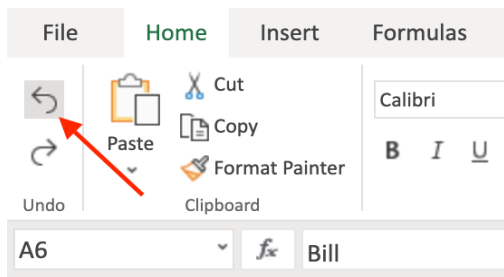 File Home Insert Formulas
Cut
Calibri
Copy
Paste
B I U
Format Painter
Undo Clipboard
A6 fx Bill